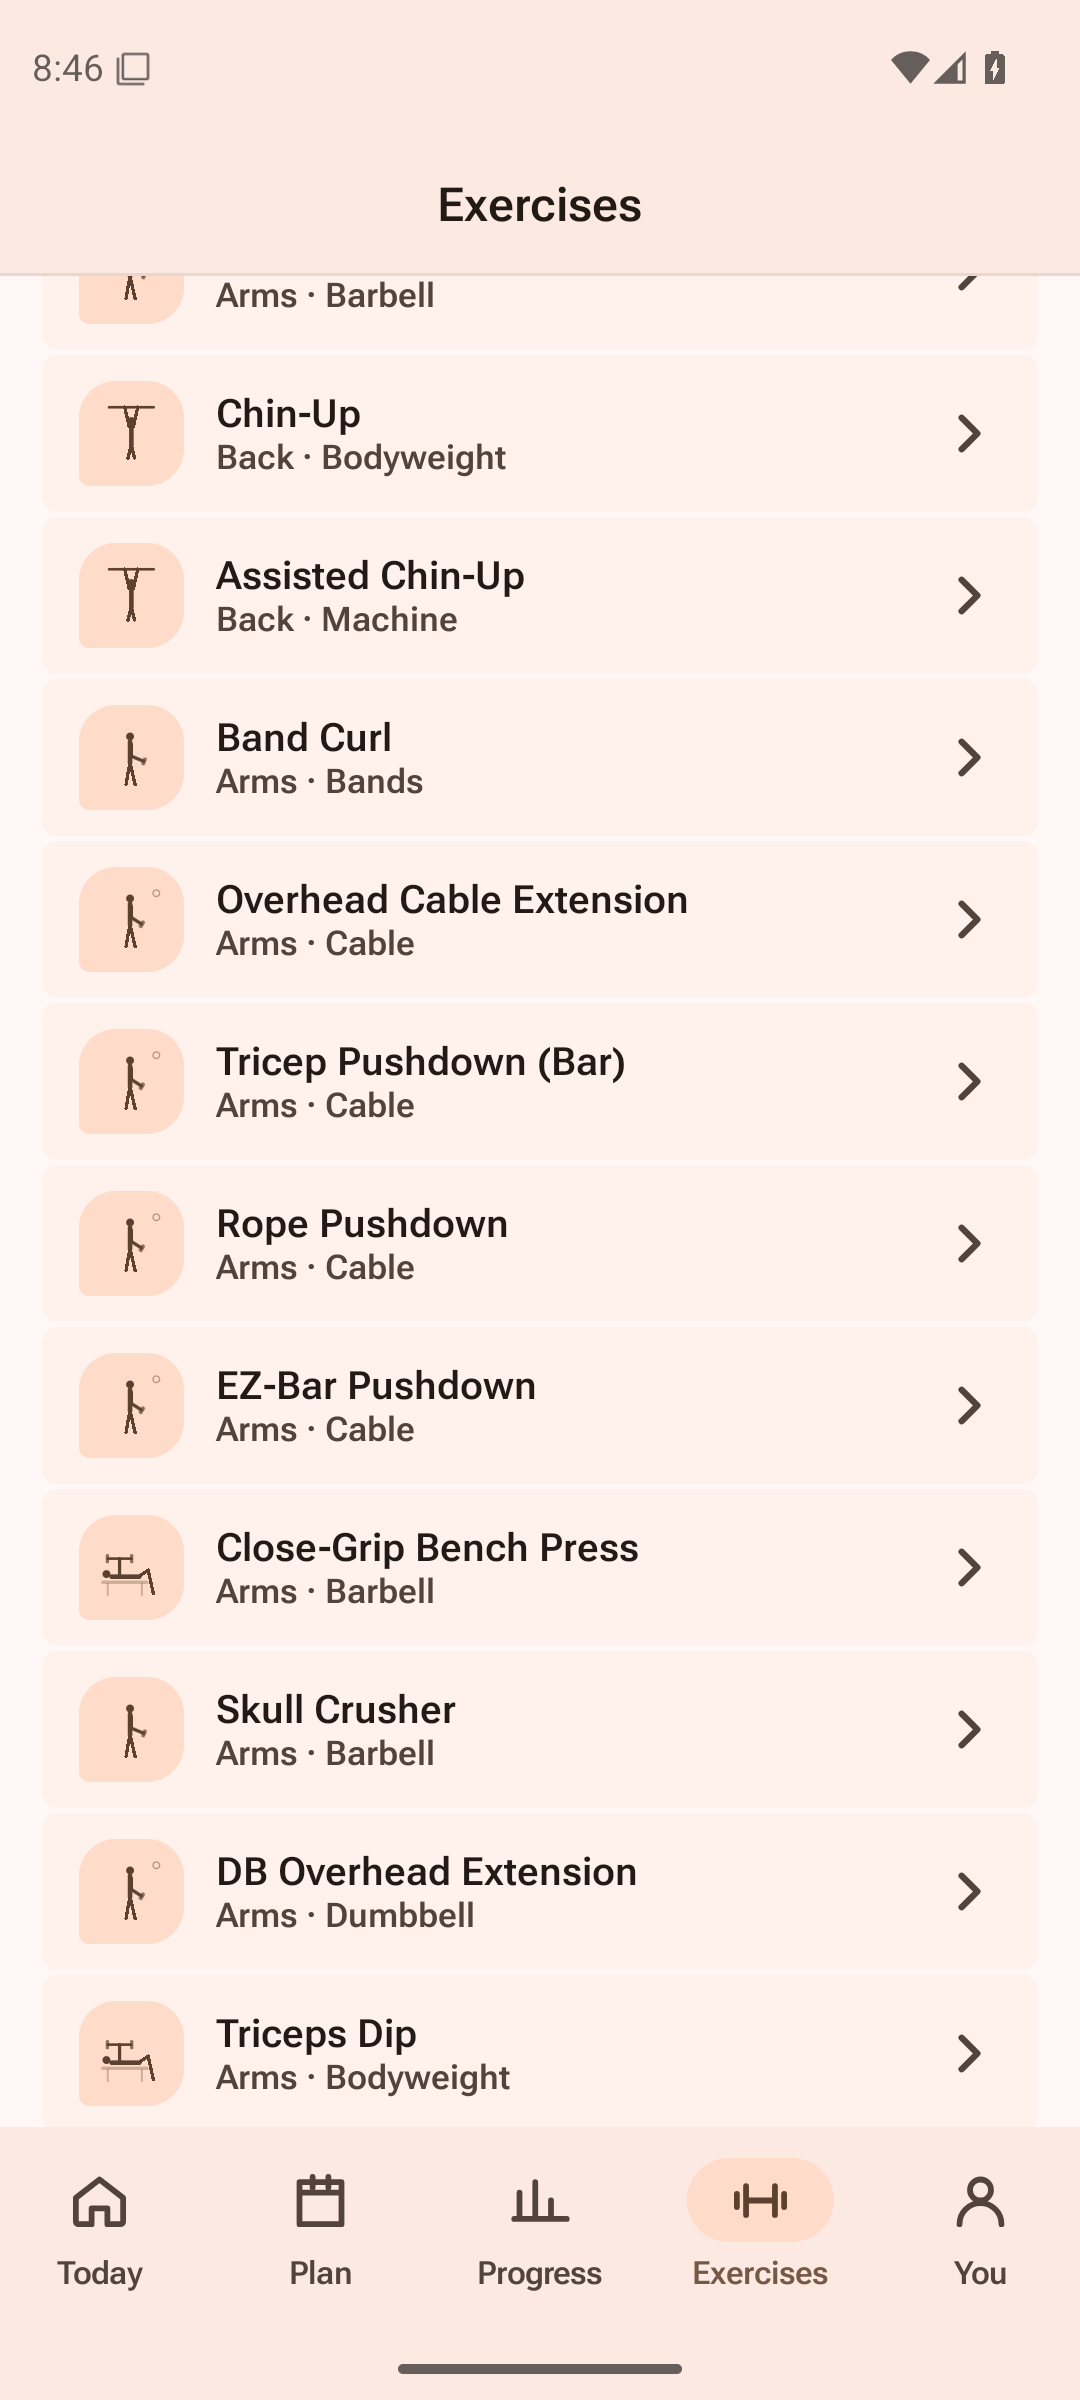 8:46
Exercises
Arms · Barbell
Chin-Up
Back · Bodyweight
Assisted Chin-Up
Back · Machine
Band Curl
Arms · Bands
Overhead Cable Extension
Arms · Cable
Tricep Pushdown (Bar)
Arms · Cable
Rope Pushdown
Arms · Cable
EZ-Bar Pushdown
Arms · Cable
Close-Grip Bench Press
Arms · Barbell
Skull Crusher
Arms · Barbell
DB Overhead Extension
Arms · Dumbbell
Triceps Dip
Arms · Bodyweight
Today
Plan
Progress
Exercises
You